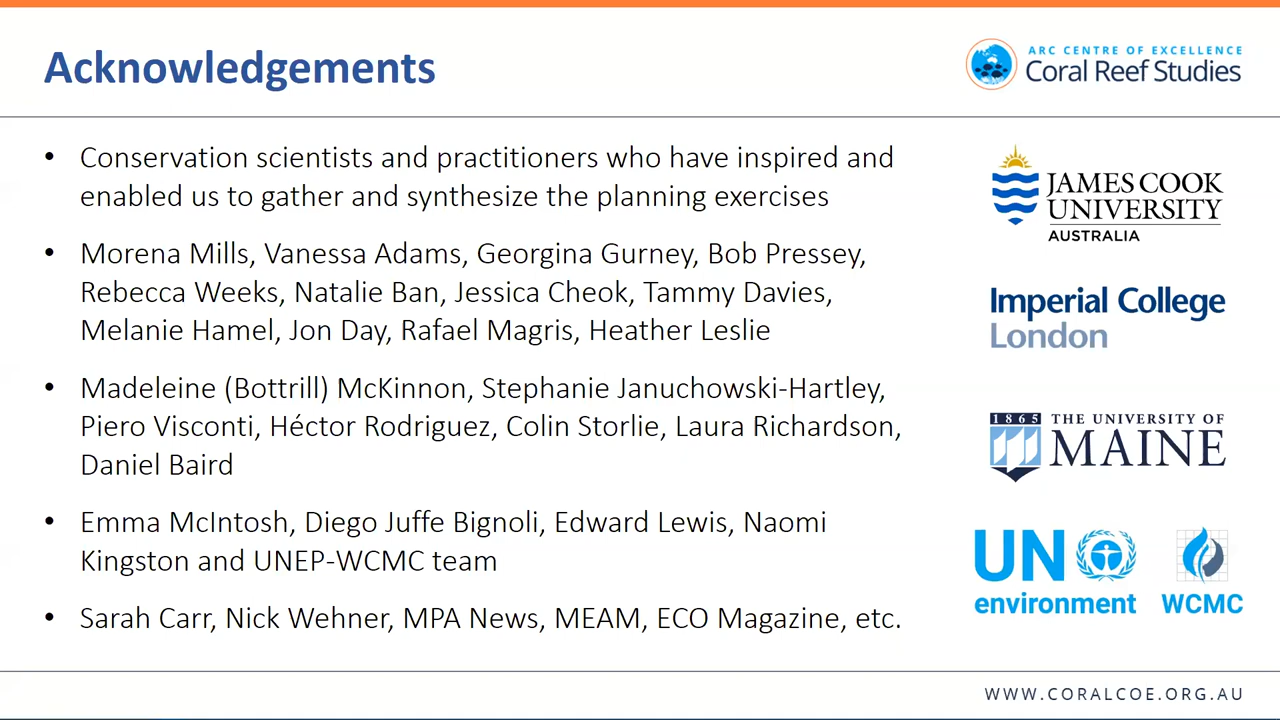 Acknowledgements
ARC CENTRE OF EXCELLENCE
Coral Reef Studies
• Conservation scientists and practitioners who have inspired and
enabled us to gather and synthesize the planning exercises
• Morena Mills, Vanessa Adams, Georgina Gurney, Bob Pressey,
Rebecca Weeks, Natalie Ban, Jessica Cheok, Tammy Davies,
Melanie Hamel, Jon Day, Rafael Magris, Heather Leslie
• Madeleine (Bottrill) McKinnon, Stephanie Januchowski-Hartley,
Piero Visconti, Héctor Rodriguez, Colin Storlie, Laura Richardson,
Daniel Baird
• Emma McIntosh, Diego Juffe Bignoli, Edward Lewis, Naomi
Kingston and UNEP-WCMC team
• Sarah Carr, Nick Wehner, MPA News, MEAM, ECO Magazine, etc.
JAMES COOK
UNIVERSITY
AUSTRALIA
Imperial College
London
1865
THE UNIVERSITY OF
MAINE
UN
environment
WCMC
WWW.CORALCOE.ORG.AU